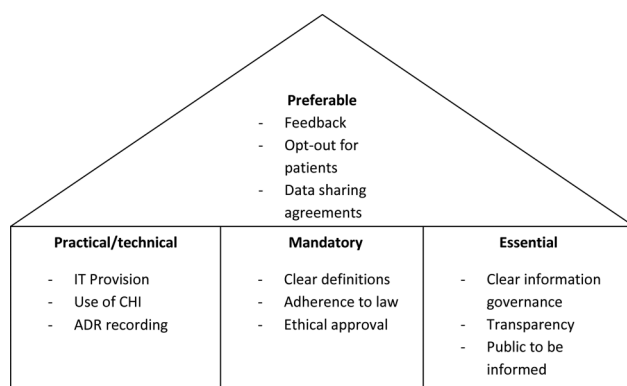 Preferable
- Feedback
- Opt-out for
patients
- Data sharing
agreements
Practical/technical
- IT Provision
- Use of CHI
- ADR recording
Mandatory
- Clear definitions
- Adherence to law
- Ethical approval
Essential
- Clear information
governance
- Transparency
- Public to be
informed